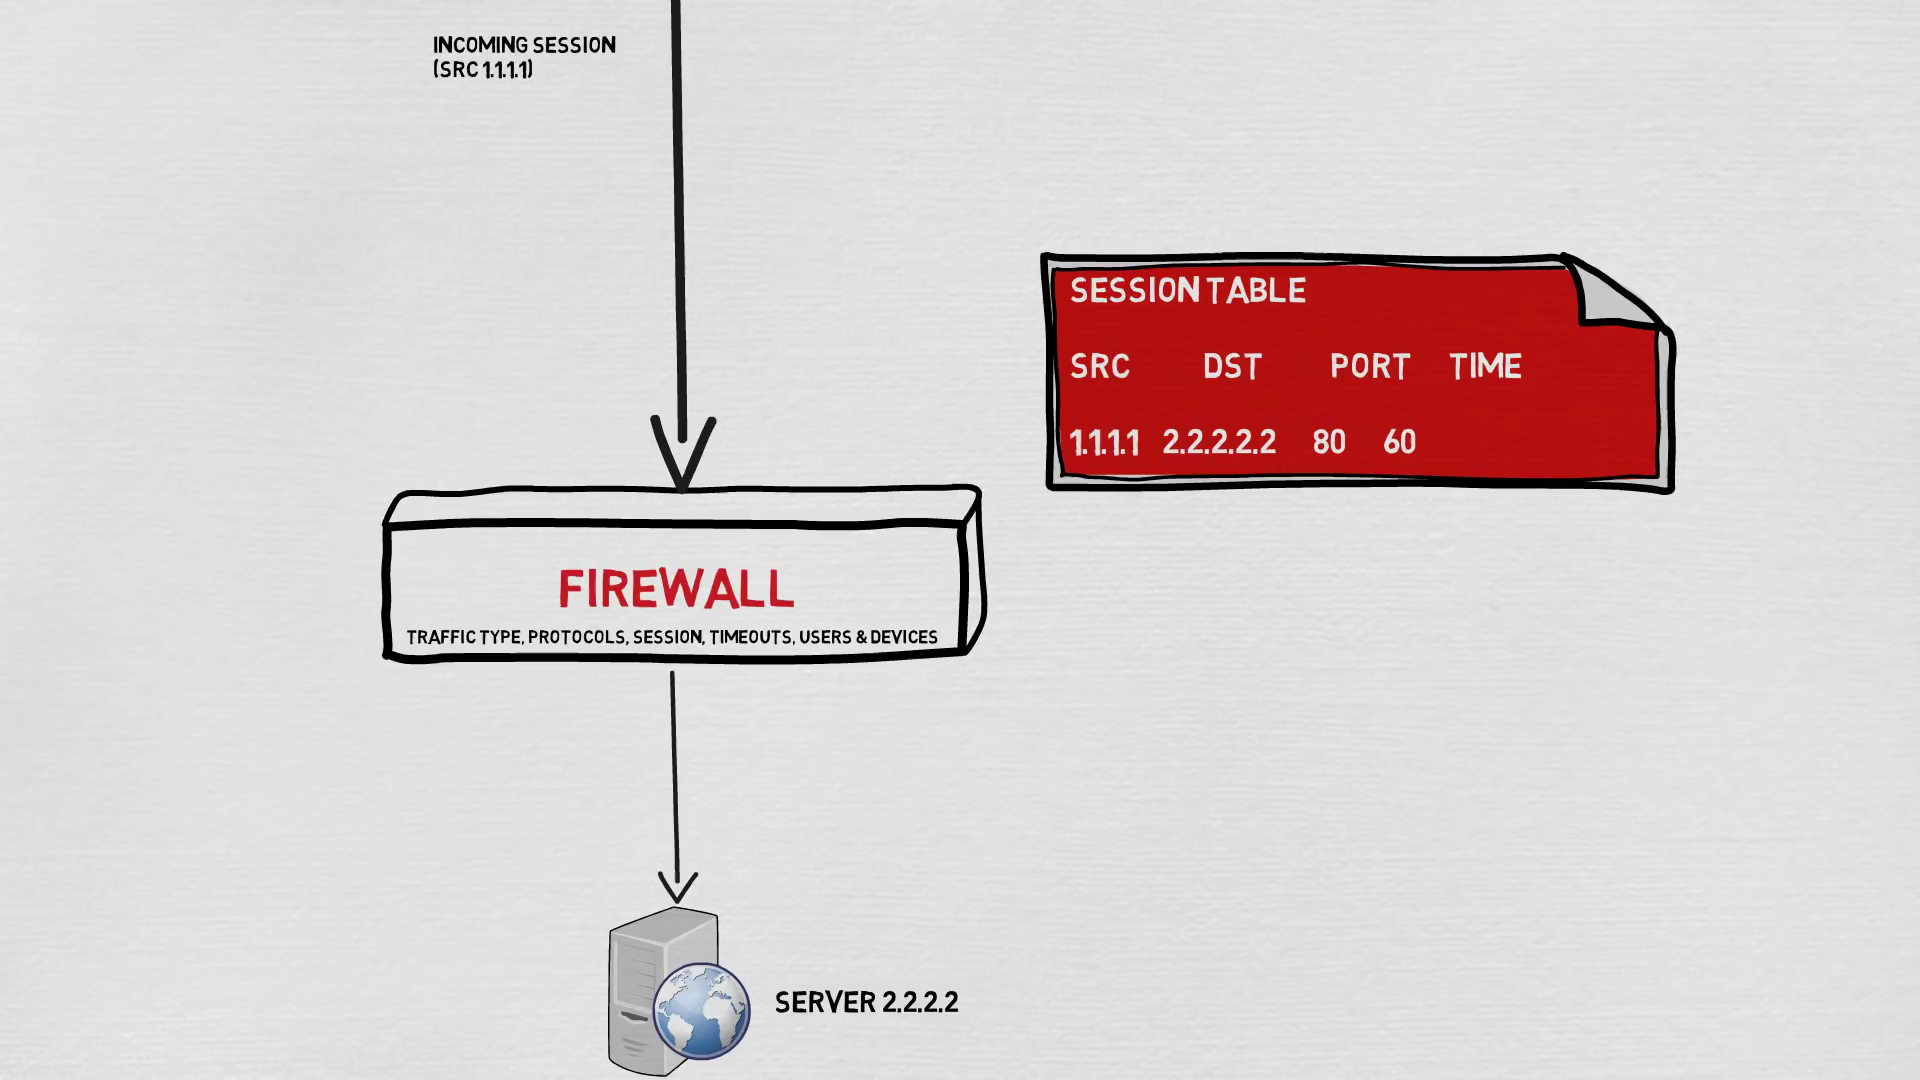 INCOMING SESSION
(SRC 1.1.1.1)
SESSION TABLE
SRC DST PORT TIME
1.1.1.1 2.2.2.2.2 80 60
FIREWALL
TRAFFIC TYPE, PROTOCOLS, SESSION, TIMEOUTS, USERS & DEVICES
SERVER 2.2.2.2